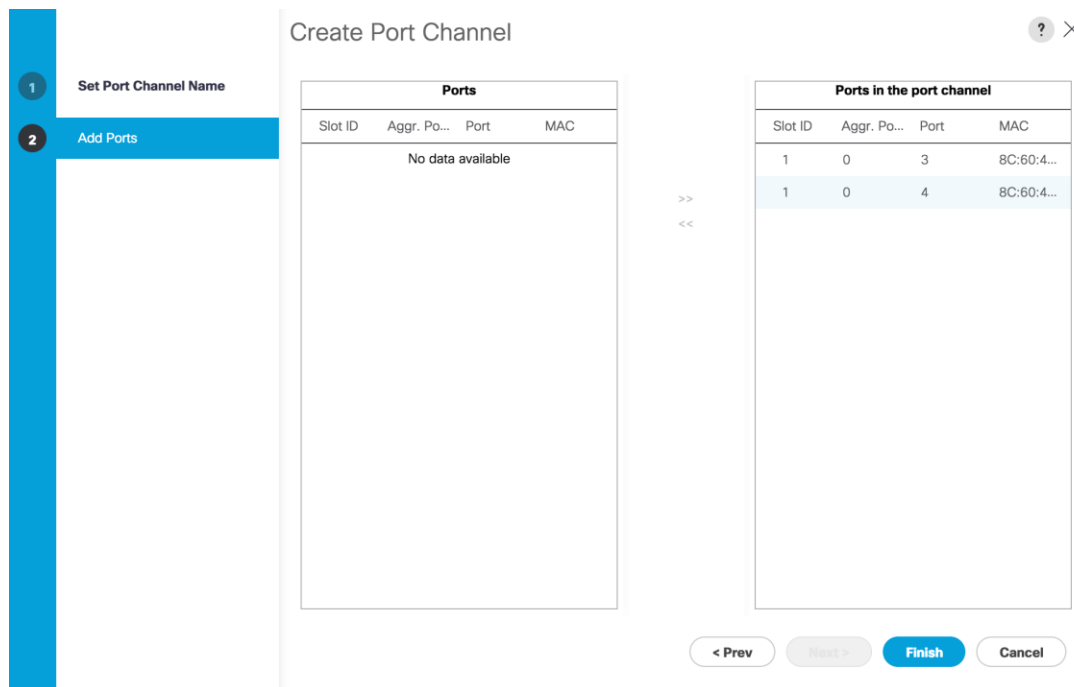 Create Port Channel
?
1 Set Port Channel Name
2 Add Ports
Ports
Slot ID Aggr. Po... Port MAC
No data available
>>
<<
Ports in the port channel
Slot ID Aggr. Po... Port MAC
1 0 3 8C:60:4...
1 0 4 8C:60:4...
< Prev Next > Finish Cancel